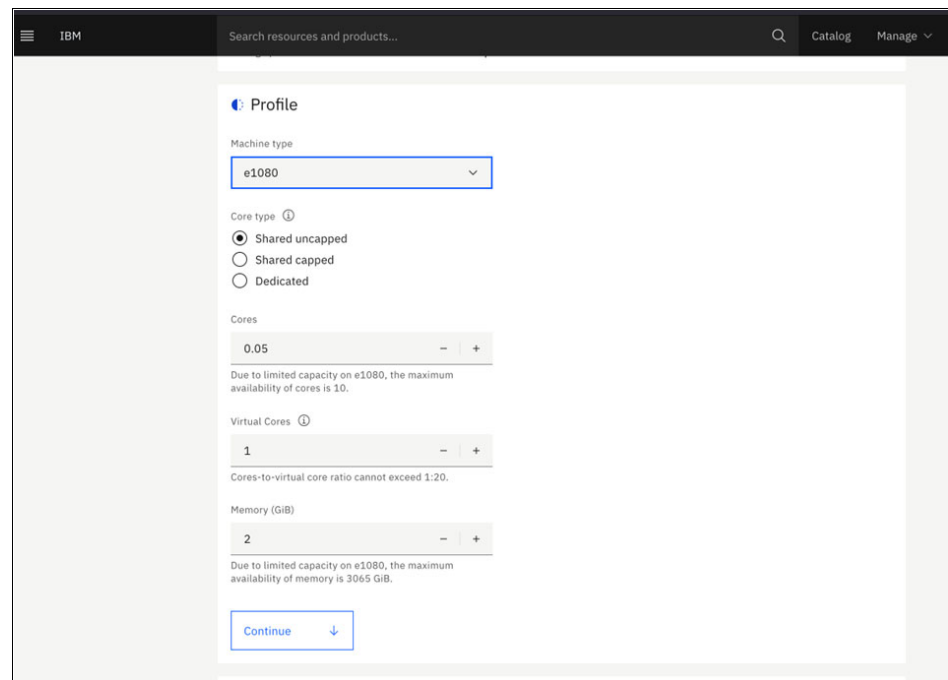 IBM
Search resources and products...
Catalog
Manage
Profile
Machine type
e1080
Core type
Shared uncapped
Shared capped
Dedicated
Cores
0.05
Due to limited capacity on e1080, the maximum
availability of cores is 10.
Virtual Cores
1
Cores-to-virtual core ratio cannot exceed 1:20.
Memory (GiB)
2
Due to limited capacity on e1080, the maximum
availability of memory is 3065 GiB.
Continue